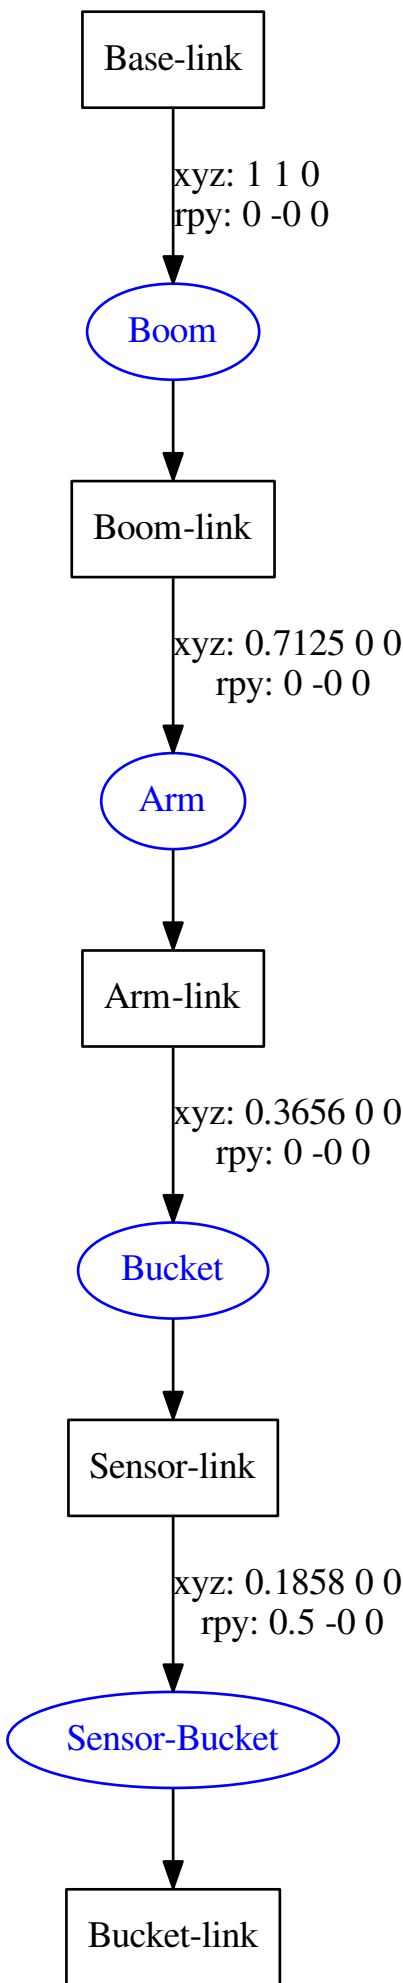 Base-link
xyz: 1 1 0
rpy: 0 -0 0
Boom
Boom-link
xyz: 0.7125 0 0
rpy: 0 -0 0
Arm
Arm-link
xyz: 0.3656 0 0
rpy: 0 -0 0
Bucket
Sensor-link
xyz: 0.1858 0 0
rpy: 0.5 -0 0
Sensor-Bucket
Bucket-link